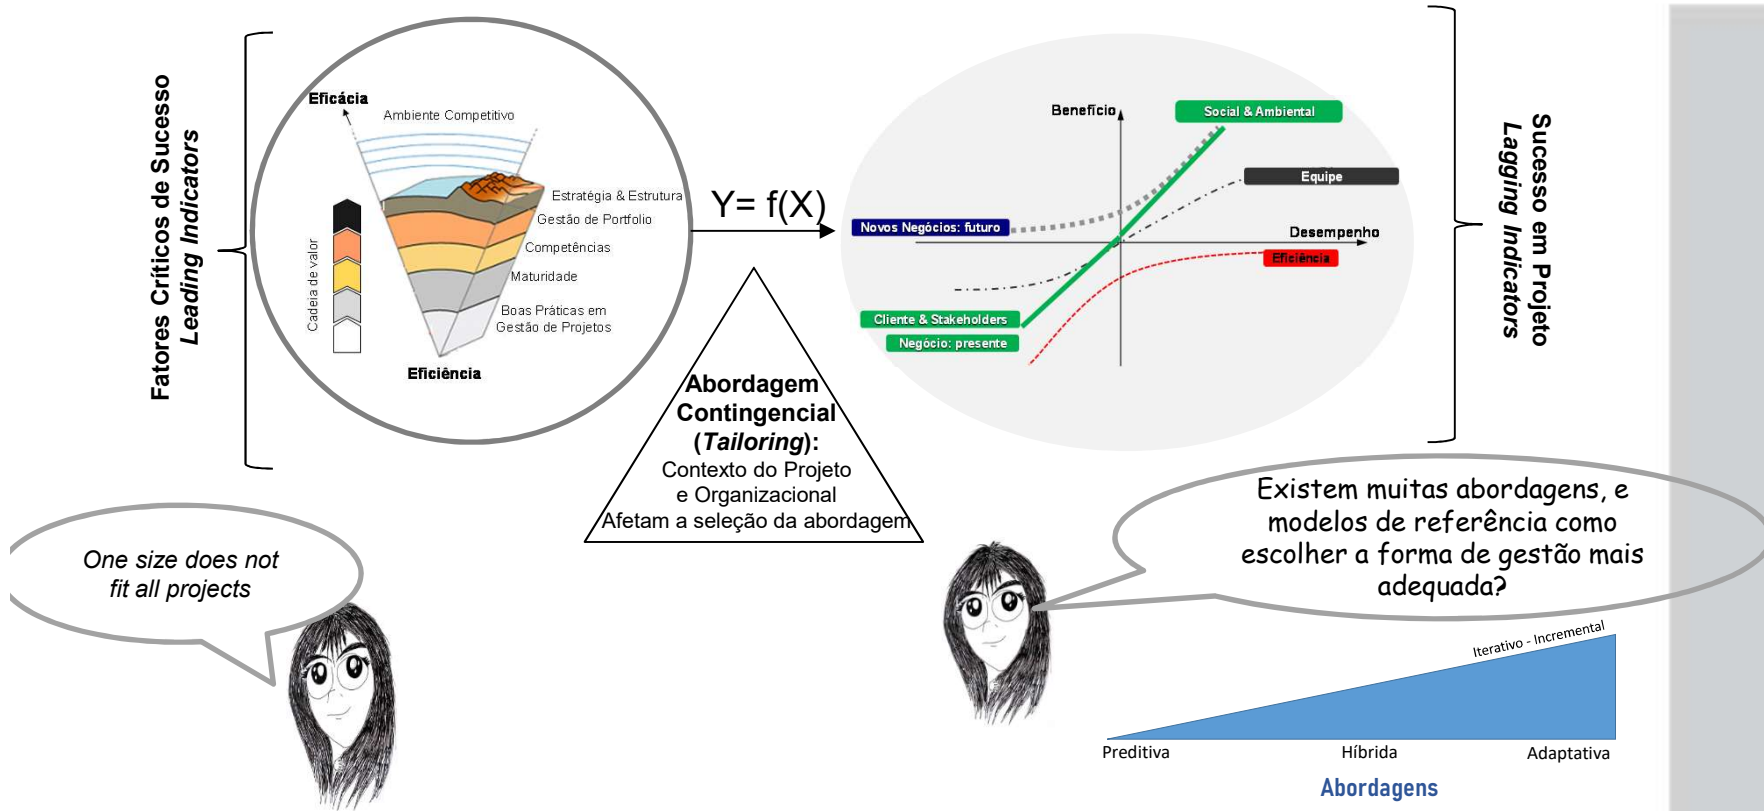 Fatores Críticos de Sucesso
Leading Indicators
Eficácia
Ambiente Competitivo
Estratégia & Estrutura
Gestão de Portfolio
Competências
Maturidade
Boas Práticas em
Gestão de Projetos
Cadeia de valor
Eficiência
Y= f(X)
Abordagem
Contingencial
(Tailoring):
Contexto do Projeto
e Organizacional
Afetam a seleção da abordagem
Benefício
Social & Ambiental
Equipe
Novos Negócios: futuro
Desempenho
Eficiência
Cliente & Stakeholders
Negócio: presente
Sucesso em Projeto
Lagging Indicators
One size does not
fit all projects
Existem muitas abordagens, e
modelos de referência como
escolher a forma de gestão mais
adequada?
Iterativo - Incremental
Preditiva
Híbrida
Adaptativa
Abordagens